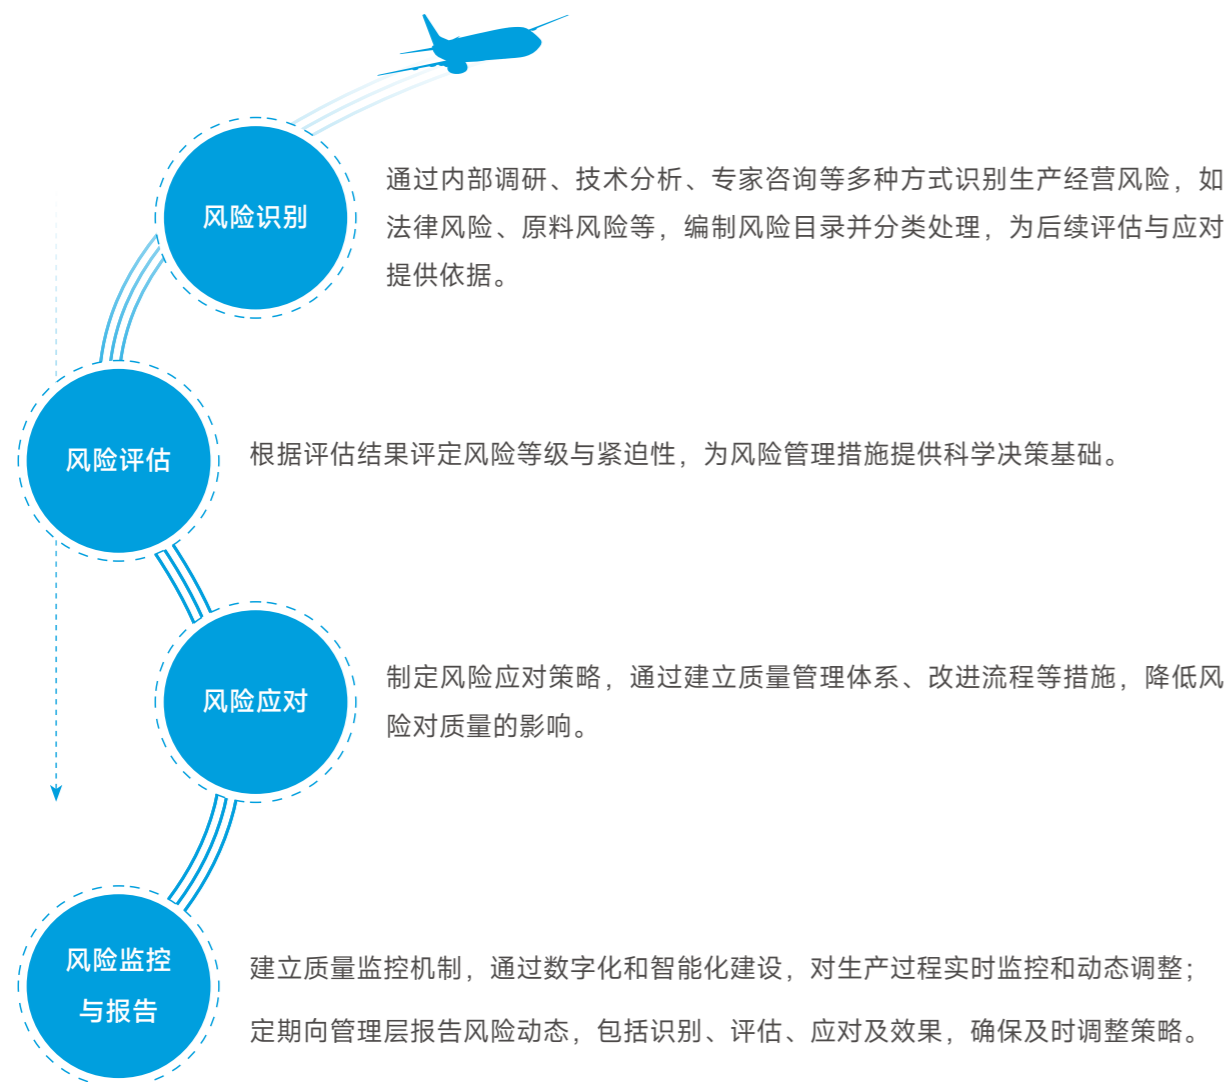 风险识别
通过内部调研、技术分析、专家咨询等多种方式识别生产经营风险，如
法律风险、原料风险等，编制风险目录并分类处理，为后续评估与应对
提供依据。
风险评估
根据评估结果评定风险等级与紧迫性，为风险管理措施提供科学决策基础。
风险应对
制定风险应对策略，通过建立质量管理体系、改进流程等措施，降低风
险对质量的影响。
风险监控
与报告
建立质量监控机制，通过数字化和智能化建设，对生产过程实时监控和动态调整；
定期向管理层报告风险动态，包括识别、评估、应对及效果，确保及时调整策略。